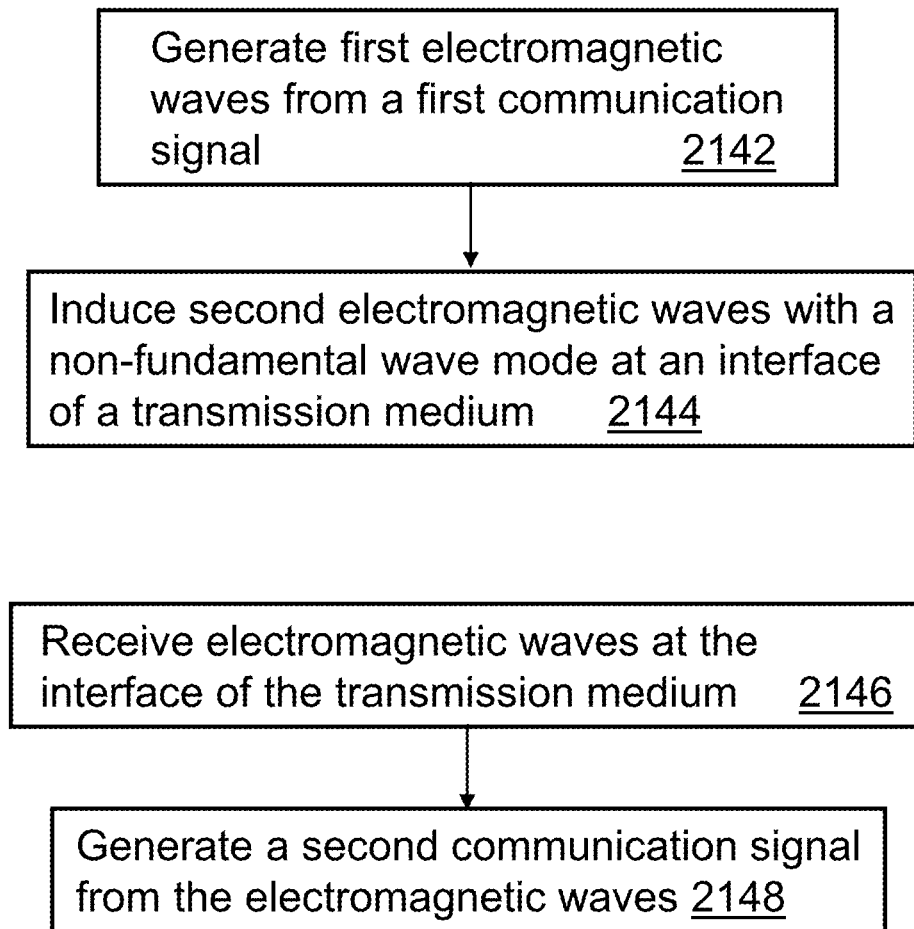 Generate first electromagnetic
waves from a first communication
signal 2142
Induce second electromagnetic waves with a
non-fundamental wave mode at an interface
of a transmission medium 2144
Receive electromagnetic waves at the
interface of the transmission medium 2146
Generate a second communication signal
from the electromagnetic waves 2148